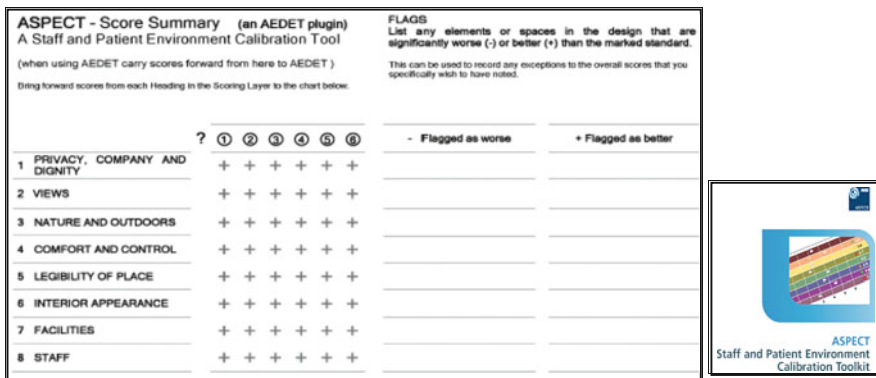 ASPECT - Score Summary (an AEDET plugin)
A Staff and Patient Environment Calibration Tool
(when using AEDET carry scores forward from here to AEDET )
Bring forward scores from each Heading in the Scoring Layer to the chart below.
FLAGS
List any elements or spaces in the design that are
significantly worse (-) or better (+) than the marked standard.
This can be used to record any exceptions to the overall scores that you
specifically wish to have noted.
? ① ② ③ ④ ⑤ ⑥ - Flagged as worse + Flagged as better
1 PRIVACY, COMPANY AND
DIGNITY + + + + + +
2 VIEWS + + + + + +
3 NATURE AND OUTDOORS + + + + + +
4 COMFORT AND CONTROL + + + + + +
5 LEGIBILITY OF PLACE + + + + + +
6 INTERIOR APPEARANCE + + + + + +
7 FACILITIES + + + + + +
8 STAFF + + + + + +
ASPECT
Staff and Patient Environment
Calibration Toolkit